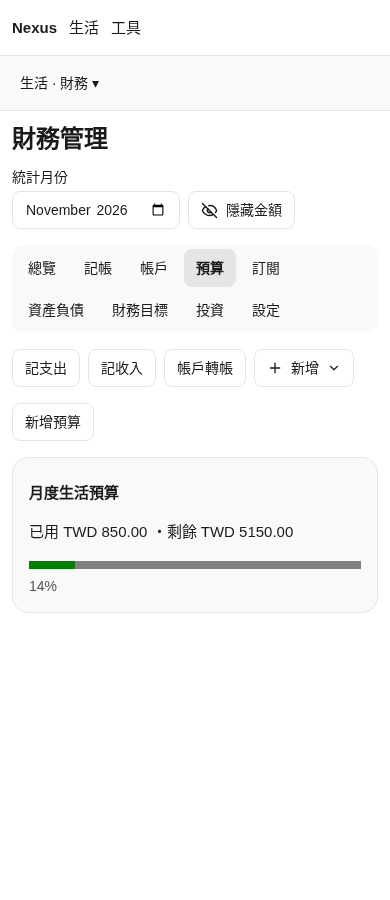 Nexus 生活 工具
生活 · 財務 ▾
財務管理
統計月份
November 2026 隱藏金額
總覽 記帳 帳戶 預算 訂閱
資產負債 財務目標 投資 設定
記支出 記收入 帳戶轉帳 + 新增
新增預算
月度生活預算
已用 TWD 850.00 ・剩餘 TWD 5150.00
14%